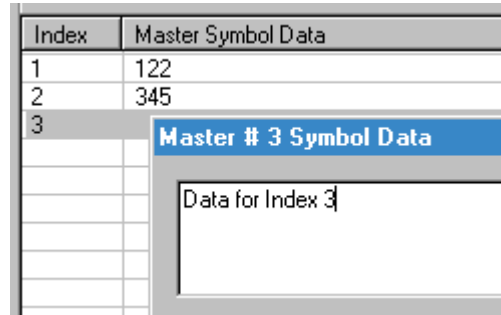 Index Master Symbol Data
1 122
2 345
3
Master # 3 Symbol Data
Data for Index 3